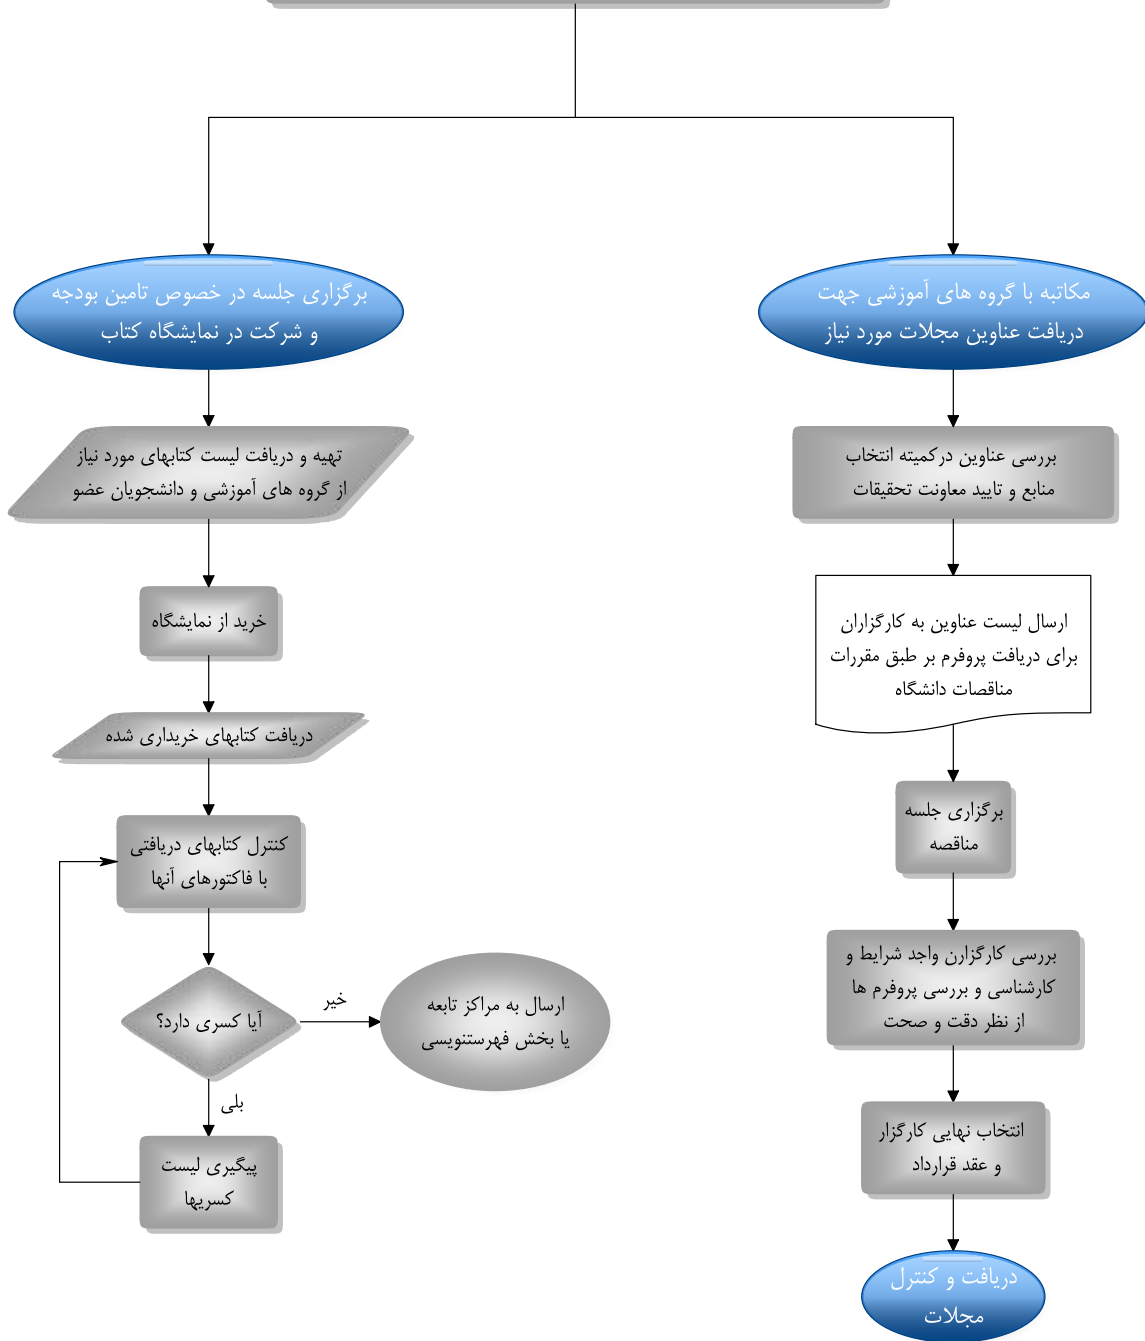 مکاتبه با گروه های آموزشی جهت
دریافت عناوین مجلات مورد نیاز
بررسی عناوین درکمیته انتخاب
منابع و تایید معاونت تحقیقات
ارسال لیست عناوین به کارگزاران
برای دریافت پروفرم بر طبق مقررات
مناقصات دانشگاه
برگزاری جلسه
مناقصه
بررسی کارگزارن واجد شرایط و
کارشناسی و بررسی پروفرم ها
از نظر دقت و صحت
انتخاب نهایی کارگزار
و عقد قرارداد
دریافت و کنترل
مجلات
برگزاری جلسه در خصوص تامین بودجه
و شرکت در نمایشگاه کتاب
تهیه و دریافت لیست کتابهای مورد نیاز
از گروه های آموزشی و دانشجویان عضو
خرید از نمایشگاه
دریافت کتابهای خریداری شده
کنترل کتابهای دریافتی
با فاکتورهای آنها
آیا کسری دارد؟
خیر
ارسال به مراکز تابعه
یا بخش فهرستنویسی
بلی
پیگیری لیست
کسریها